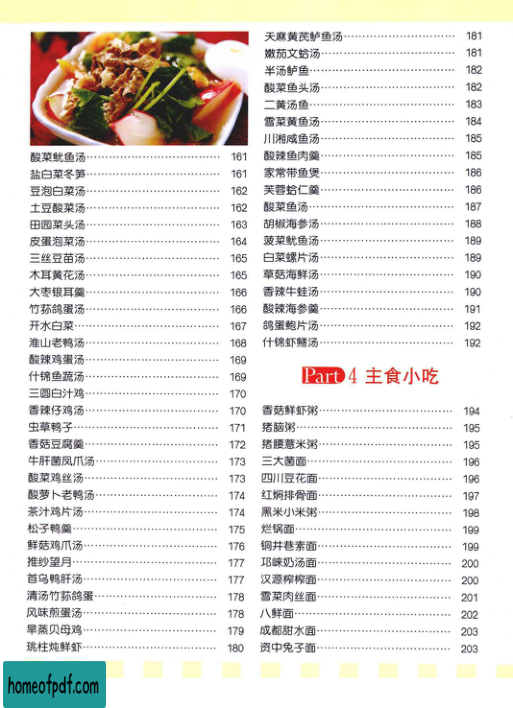 酸菜鱿鱼汤 161
盐白菜冬笋 161
豆泡白菜汤 162
土豆酸菜汤 162
田园菜头汤 163
皮蛋泡菜汤 164
三丝豆苗汤 165
木耳黄花汤 165
大枣银耳羹 166
竹荪鸽蛋汤 166
开水白菜 167
淮山老鸭汤 168
酸辣鸡蛋汤 169
什锦鱼蔬汤 169
三圆白汁鸡 170
香辣仔鸡汤 170
虫草鸭子 171
香菇豆腐羹 172
牛肝菌凤爪汤 173
酸菜鸡丝汤 173
酸萝卜老鸭汤 174
茶汁鸡片汤 174
松子鸭羹 175
鲜菇鸡爪汤 176
推纱望月 177
首乌鸭肝汤 177
清汤竹荪鸽蛋 178
风味煎蛋汤 178
旱蒸贝母鸡 179
珧柱炖鲜虾 180
天麻黄芪鲈鱼汤 181
嫩茄文蛤汤 181
半汤鲈鱼 182
酸菜鱼头汤 182
二黄汤鱼 183
雪菜黄鱼汤 184
川湘咸鱼汤 185
酸辣鱼肉羹 185
家常带鱼煲 186
芙蓉蛤仁羹 186
酸菜鱼汤 187
胡椒海参汤 188
菠菜鱿鱼汤 189
白菜螺片汤 189
草菇海鲜汤 190
香辣牛蛙汤 190
酸辣海参羹 191
鸽蛋鲍片汤 192
什锦虾鳝汤 192
Part 4 主食小吃
香菇鲜虾粥 194
猪脑粥 195
猪腰薏米粥 195
三大菌面 196
四川豆花面 196
红焖排骨面 197
黑米小米粥 198
烂锅面 199
铜井巷素面 199
邛崃奶汤面 200
汉源榨榨面 200
雪菜肉丝面 201
八鲜面 202
成都甜水面 203
资中兔子面 203
homeofpdf.com